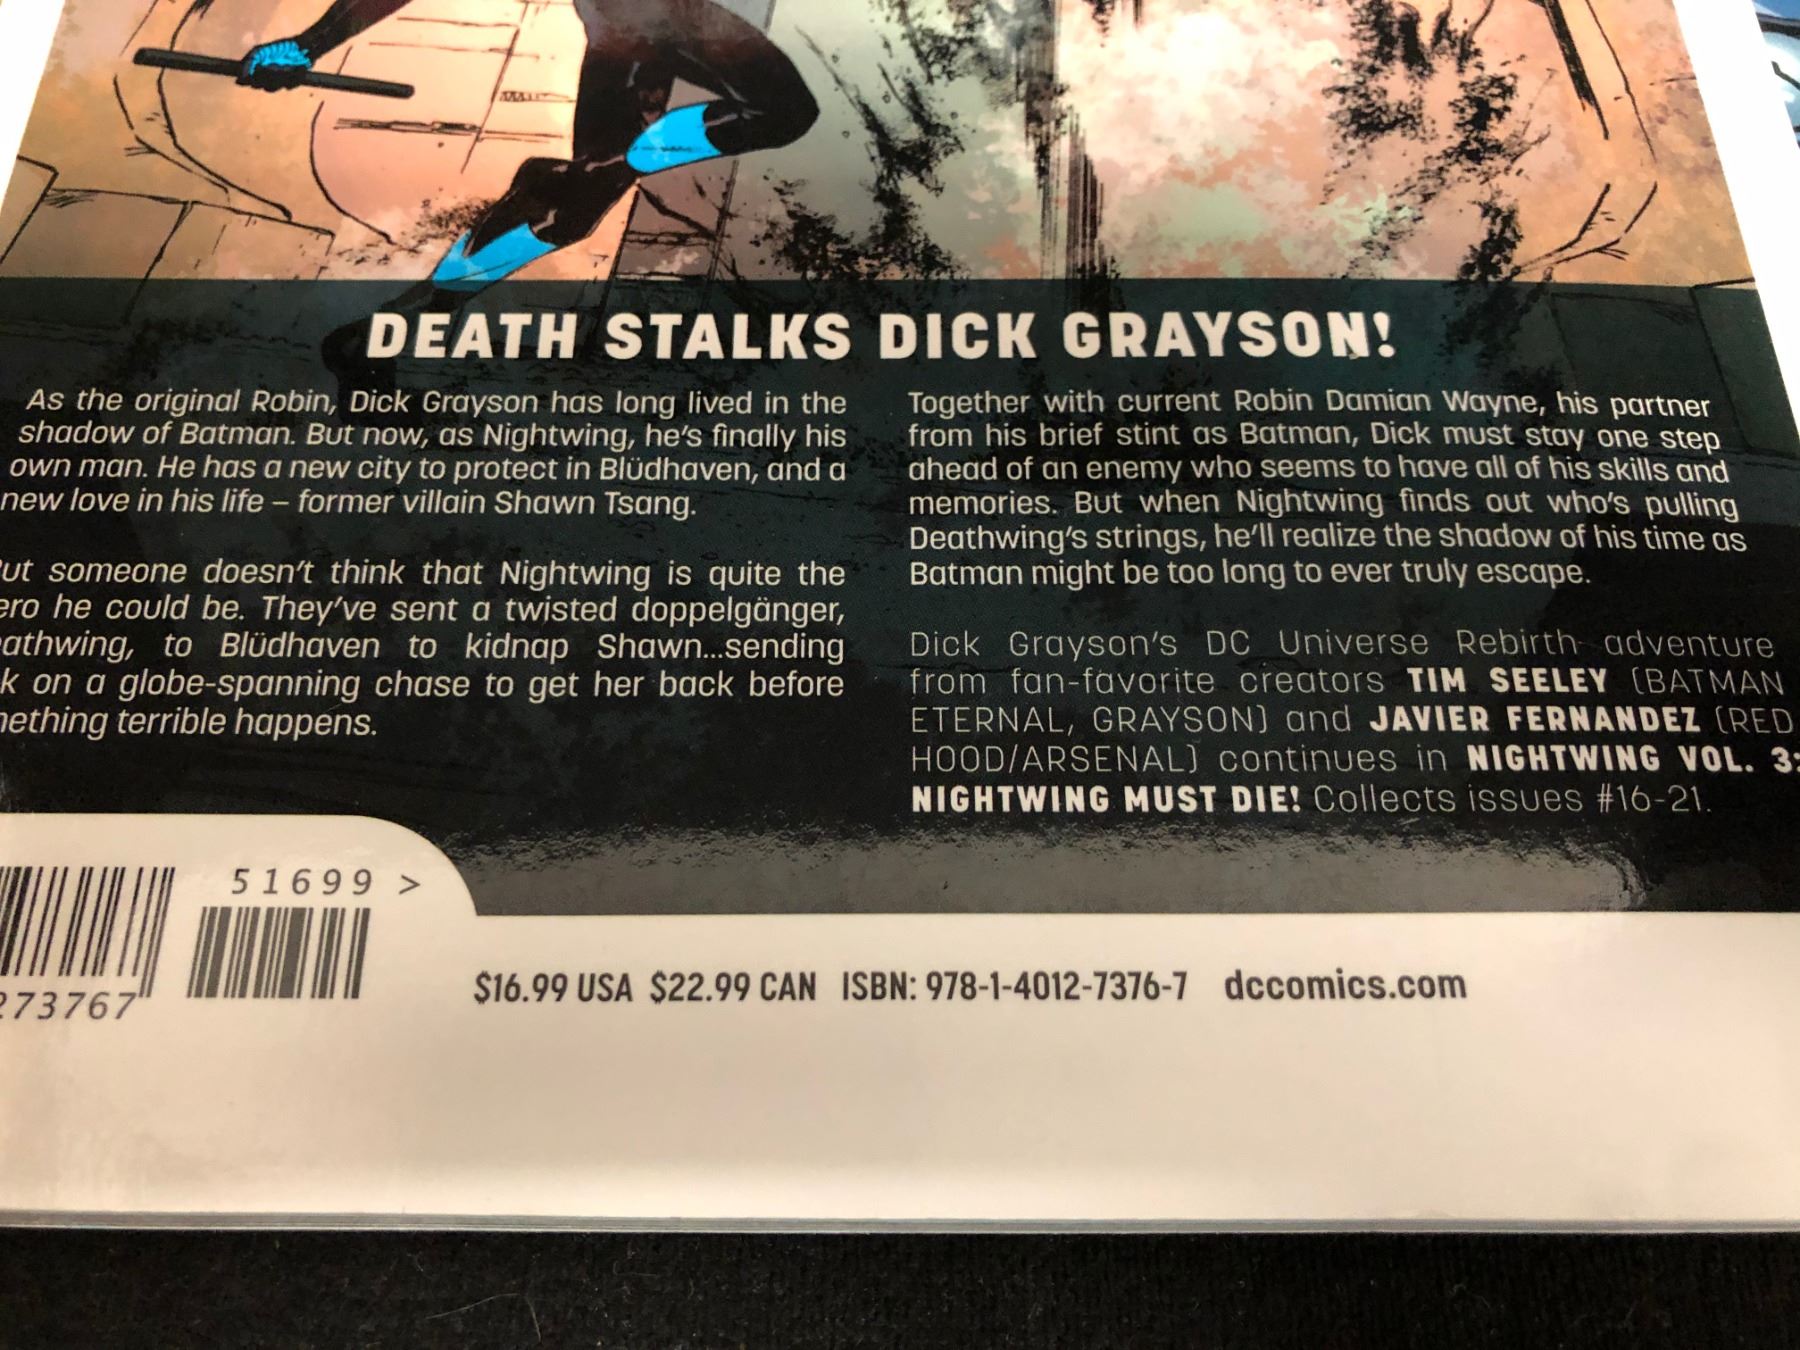 DEATH STALKS DICK GRAYSON!
As the original Robin, Dick Grayson has long lived in the
shadow of Batman. But now, as Nightwing, he's finally his
own man. He has a new city to protect in Blüdhaven, and a
new love in his life – former villain Shawn Tsang.
ut someone doesn't think that Nightwing is quite the
ero he could be. They've sent a twisted doppelgänger,
athwing, to Blüdhaven to kidnap Shawn...sending
k on a globe-spanning chase to get her back before
nething terrible happens.
Together with current Robin Damian Wayne, his partner
from his brief stint as Batman, Dick must stay one step
ahead of an enemy who seems to have all of his skills and
memories. But when Nightwing finds out who's pulling
Deathwing's strings, he'll realize the shadow of his time as
Batman might be too long to ever truly escape.
Dick Grayson's DC Universe Rebirth adventure
from fan-favorite creators TIM SEELEY (BATMAN
ETERNAL, GRAYSON) and JAVIER FERNANDEZ (RED
HOOD/ARSENAL) continues in NIGHTWING VOL. 3:
NIGHTWING MUST DIE! Collects issues #16-21.
51699 >
273767
$16.99 USA $22.99 CAN ISBN: 978-1-4012-7376-7 dccomics.com